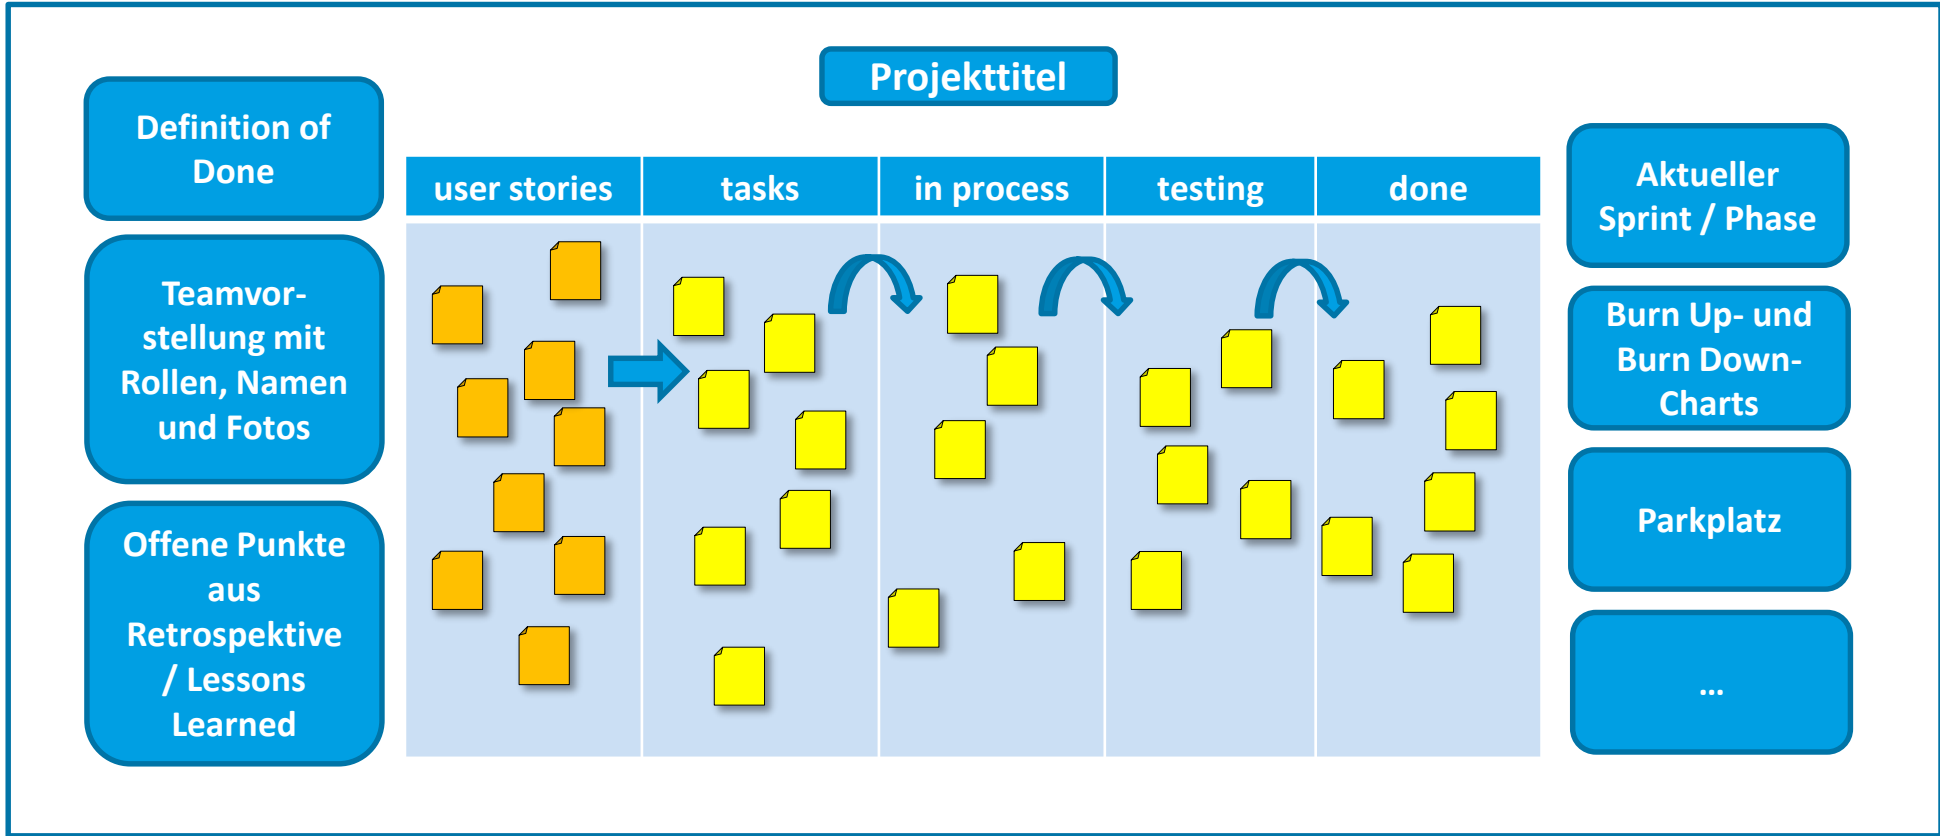 Projekttitel
Definition of
Done
Teamvor-
stellung mit
Rollen, Namen
und Fotos
Offene Punkte
aus
Retrospektive
/ Lessons
Learned
user stories
tasks
in process
testing
done
Aktueller
Sprint / Phase
Burn Up- und
Burn Down-
Charts
Parkplatz
...